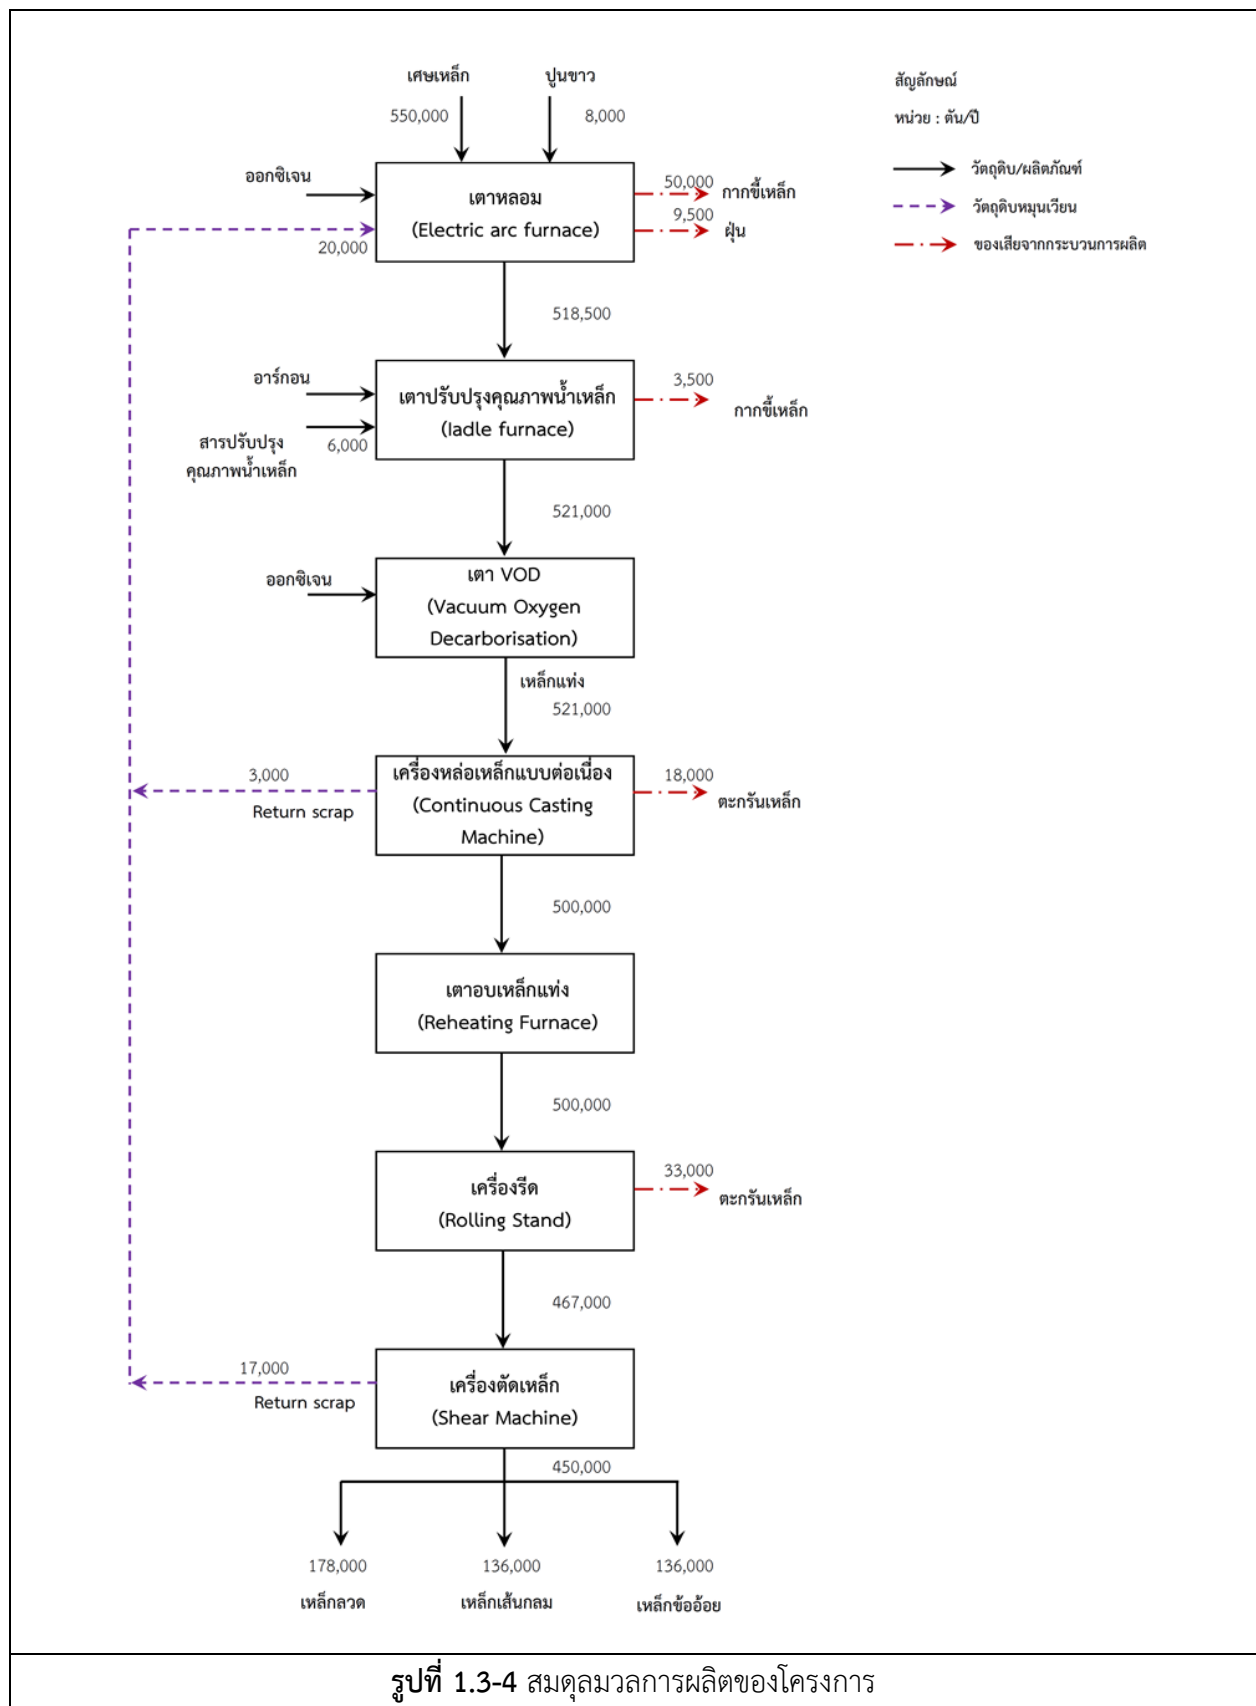 เศษเหล็ก
ปูนขาว
สัญลักษณ์
550,000
8,000
หน่วย : ตัน/ปี
วัตถุดิบ/ผลิตภัณฑ์
วัตถุดิบหมุนเวียน
ของเสียจากกระบวนการผลิต
ออกซิเจน
เตาหลอม
(Electric arc furnace)
50,000
กากขี้เหล็ก
9,500
ฝุ่น
20,000
518,500
อาร์กอน
เตาปรับปรุงคุณภาพน้ำเหล็ก
(ladle furnace)
3,500
กากขี้เหล็ก
สารปรับปรุง
คุณภาพน้ำเหล็ก
6,000
521,000
ออกซิเจน
เตา VOD
(Vacuum Oxygen
Decarborisation)
เหล็กแท่ง
521,000
3,000
Return scrap
เครื่องหล่อเหล็กแบบต่อเนื่อง
(Continuous Casting
Machine)
18,000
ตะกรันเหล็ก
500,000
เตาอบเหล็กแท่ง
(Reheating Furnace)
500,000
เครื่องรีด
(Rolling Stand)
33,000
ตะกรันเหล็ก
467,000
17,000
Return scrap
เครื่องตัดเหล็ก
(Shear Machine)
450,000
178,000
136,000
136,000
เหล็กลวด
เหล็กเส้นกลม
เหล็กข้ออ้อย
รูปที่ 1.3-4 สมดุลมวลการผลิตของโครงการ